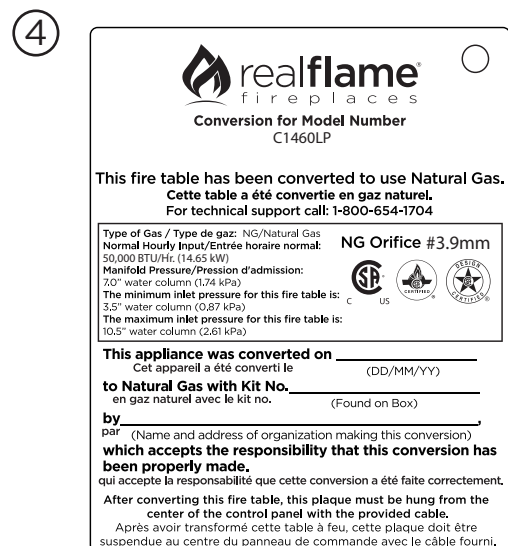 4
realflame®
fireplaces
Conversion for Model Number
C1460LP
This fire table has been converted to use Natural Gas.
Cette table a été convertie en gaz naturel.
For technical support call: 1-800-654-1704
Type of Gas / Type de gaz: NG/Natural Gas
Normal Hourly Input/Entrée horaire normal:
50,000 BTU/Hr. (14.65 kW)
Manifold Pressure/Pression d'admission:
7.0" water column (1.74 kPa)
The minimum inlet pressure for this fire table is:
3.5" water column (0.87 kPa)
The maximum inlet pressure for this fire table is:
10.5" water column (2.61 kPa)
NG Orifice #3.9mm
C US
CERTIFIED ®
DESIGN CERTIFIED ®
This appliance was converted on
Cet appareil a été converti le
(DD/MM/YY)
to Natural Gas with Kit No.
en gaz naturel avec le kit no.
(Found on Box)
by ,
par (Name and address of organization making this conversion)
which accepts the responsibility that this conversion has
been properly made.
qui accepte la responsabilité que cette conversion a été faite correctement.
After converting this fire table, this plaque must be hung from the
center of the control panel with the provided cable.
Après avoir transformé cette table à feu, cette plaque doit être
suspendue au centre du panneau de commande avec le câble fourni.